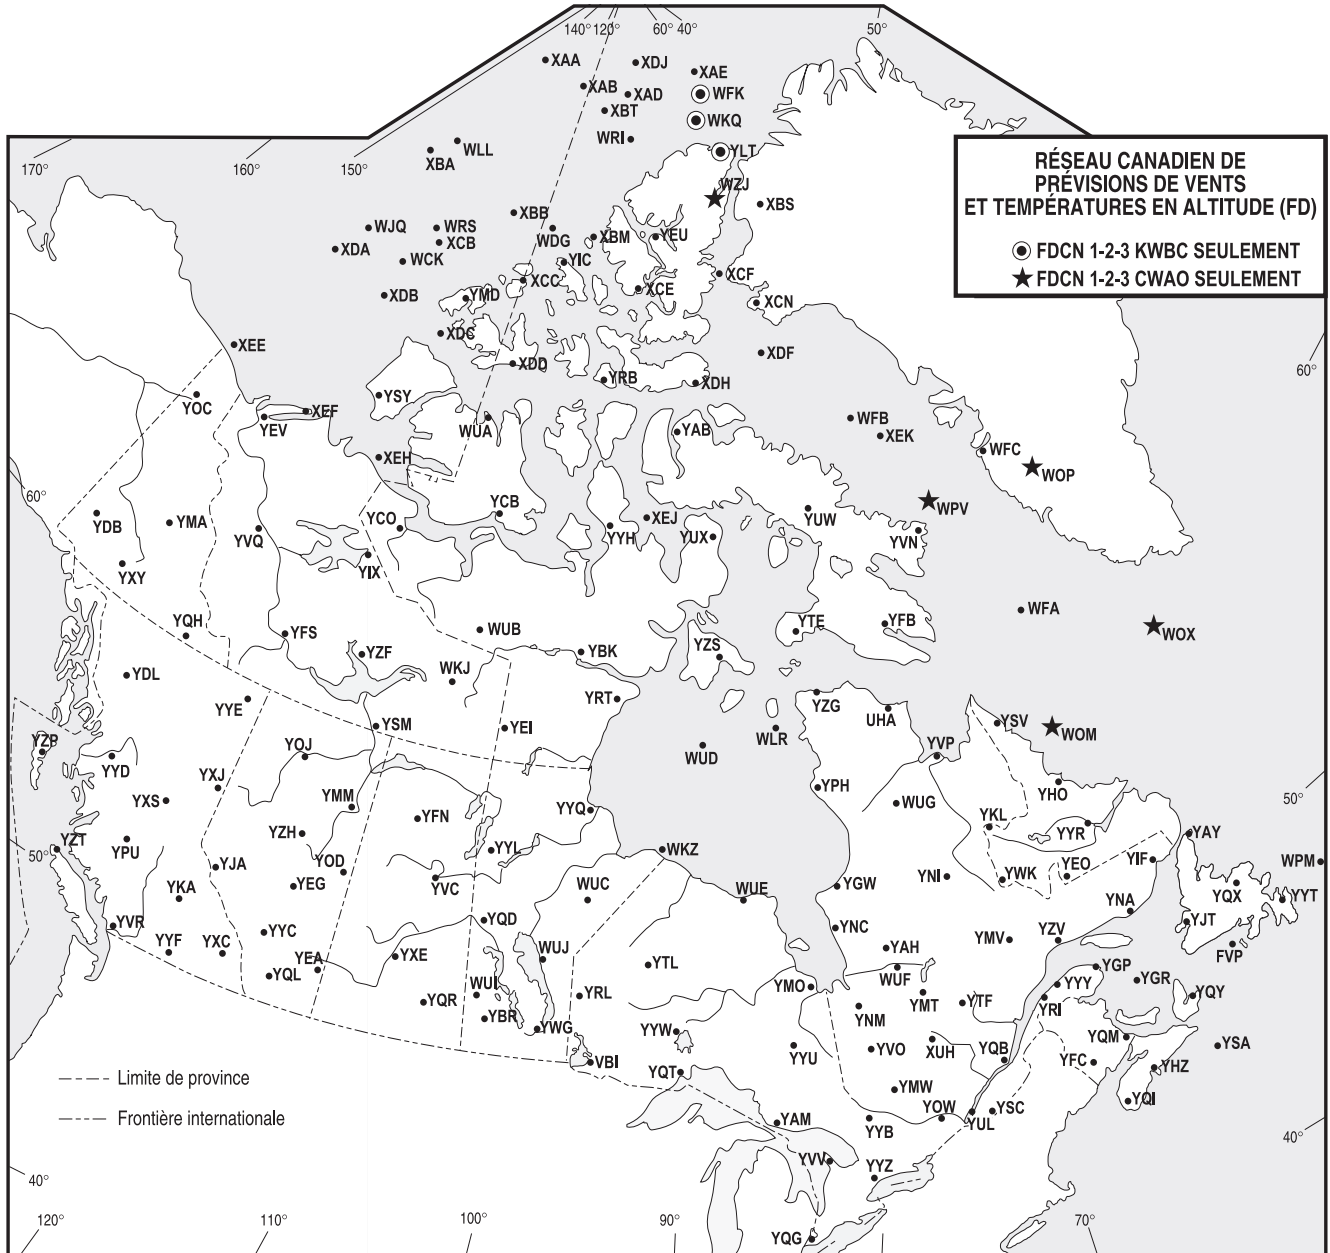 140° 120° 60° 40° 50°
XAA XDJ XAE
XAB XAD WFK
XBT WKQ
WRI YLT
170° 160° 150°
WLL
XBA
WZJ
XBS
RÉSEAU CANADIEN DE
PRÉVISIONS DE VENTS
ET TEMPÉRATURES EN ALTITUDE (FD)
FDCN 1-2-3 KWBC SEULEMENT
FDCN 1-2-3 CWAO SEULEMENT
XBB
WJQ WRS WDG XBM YEU
XDA XCB
WCK YIC
XCC XCE XCF
XDB YMD XCN
XDC
XEE XDD XDF
YRB XDH 60°
YOC YSY
XEF
YEV WUA YAB WFB
XEK
WFC
XEH WOP
60°
YCB WPV
YDB YMA YCO XEJ YUW
YVQ YYH YUX YVN
YXY YIX
WFA
YQH YFS WUB YTE YFB WOX
YZF YBK YZS
YDL WKJ
YYE YRT YZG
UHA
YSM YEI YSV
WLR WOM
YZP YOJ WUD YVP
YYD
YXJ YPH YHO
YXS YMM WUG 50°
YFN YYQ
YZH YKL YYR
YZT YAY
50° YPU YYL WKZ
YJA YOD YIF WPM
YEG YVC WUC YGW YNI YWK YEO
YKA WUE YQX
YYT
YNA
YVR YQD YNC YJT
YYC YMV YZV
YYF YXC YEA YXE WUJ YAH FVP
YQL YTL WUF YGP
YMO YYY YGR
WUI YRL YMT YTF YRI YQY
YQR YNM
YBR YWG YYW
XUH YQM
YYU YVO YQB YSA
VBI YFC YHZ
YQT
Limite de province YMW
YQI
YOW YSC
Frontière internationale YAM YYB YUL
40°
YVV
YYZ
40°
120° 110° 100° 90° 70°
YQG